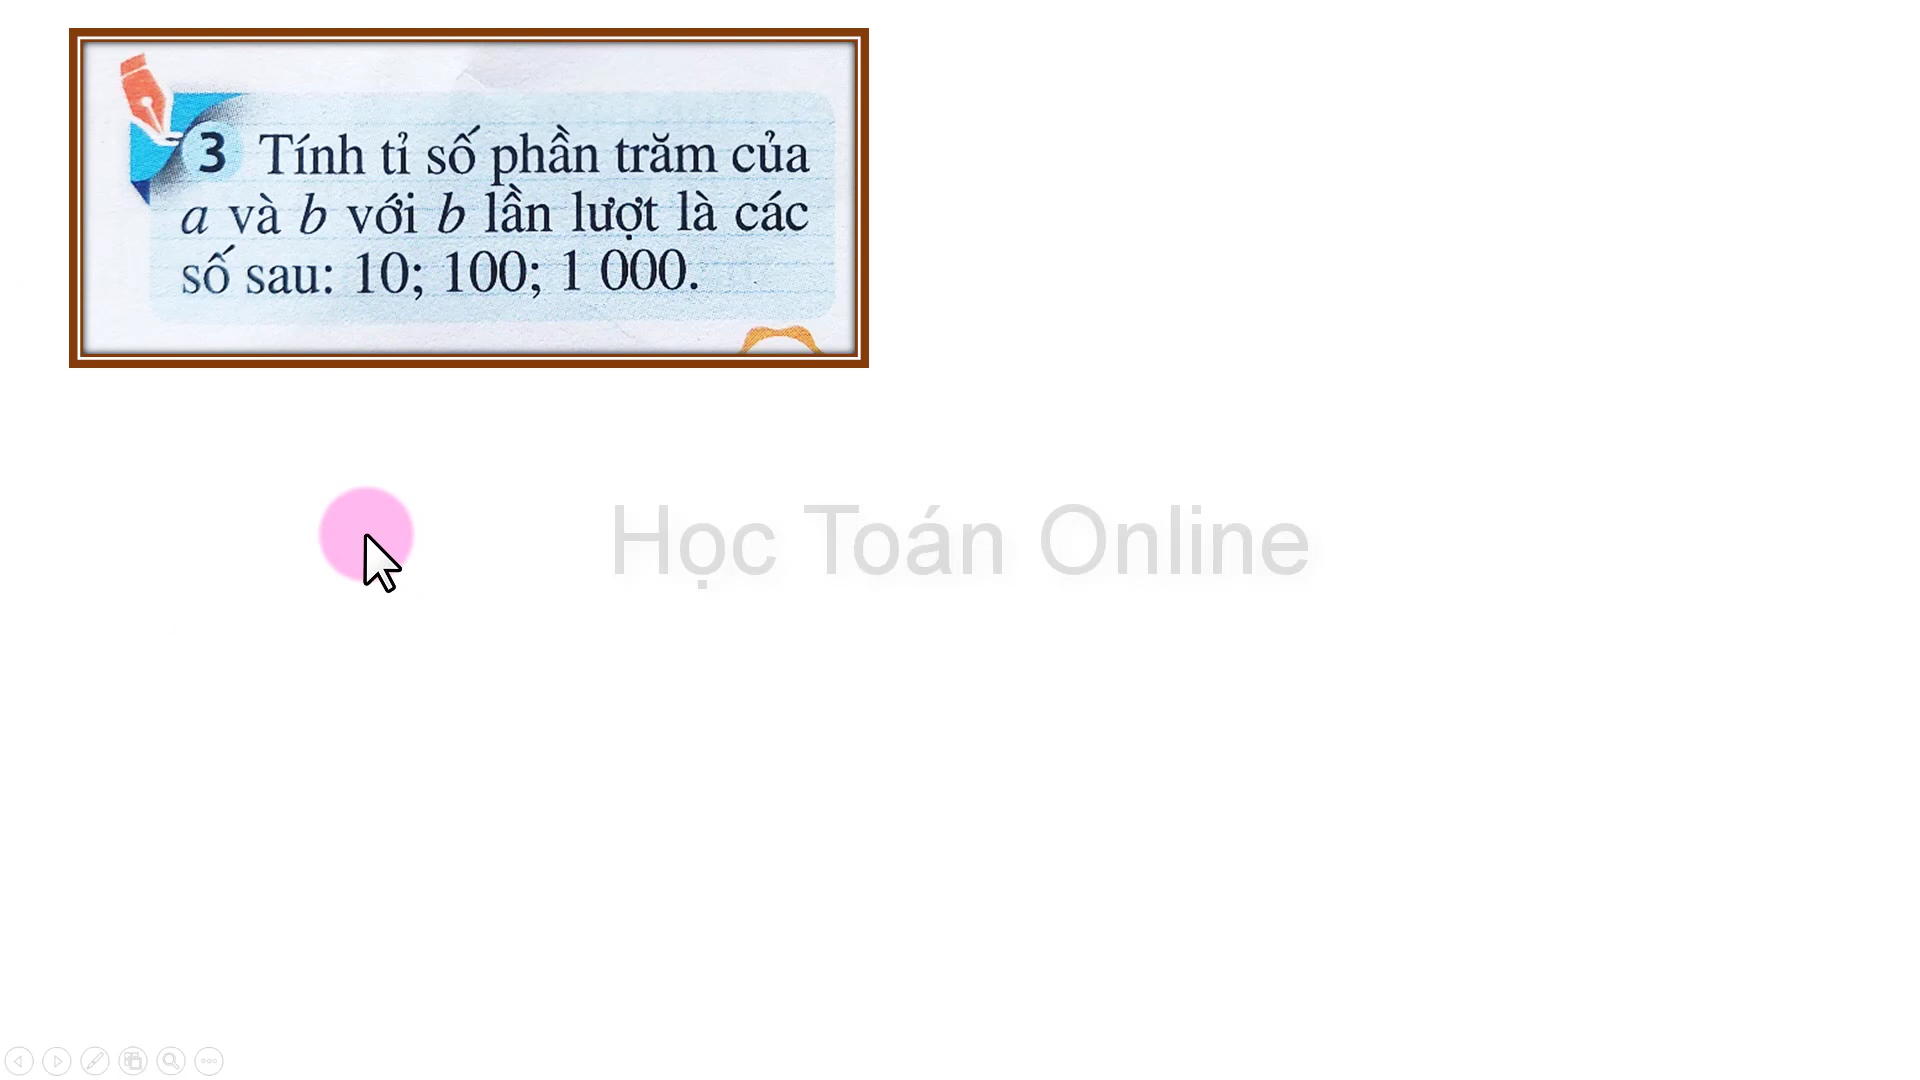 3 Tính tỉ số phần trăm của
a và b với b lần lượt là các
số sau: 10; 100; 1 000.
Học Toán Online